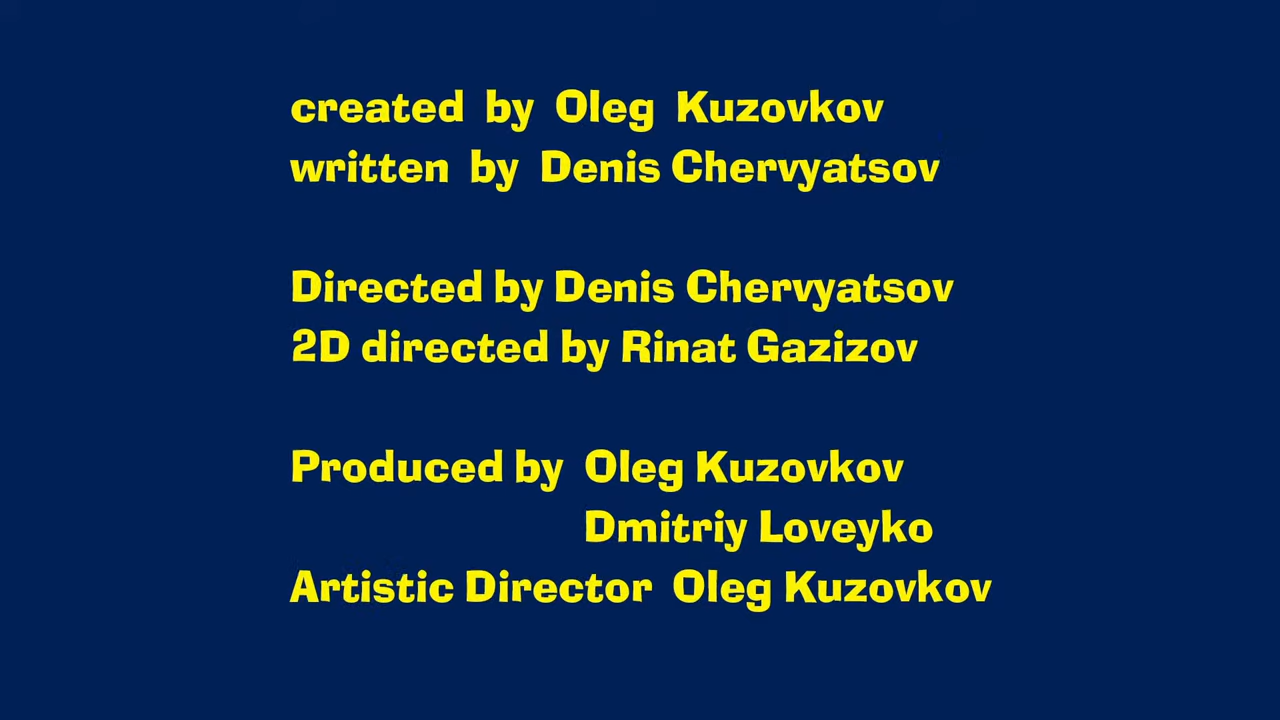 created by Oleg Kuzovkov
written by Denis Chervyatsov
Directed by Denis Chervyatsov
2D directed by Rinat Gazizov
Produced by Oleg Kuzovkov
Dmitriy Loveyko
Artistic Director Oleg Kuzovkov